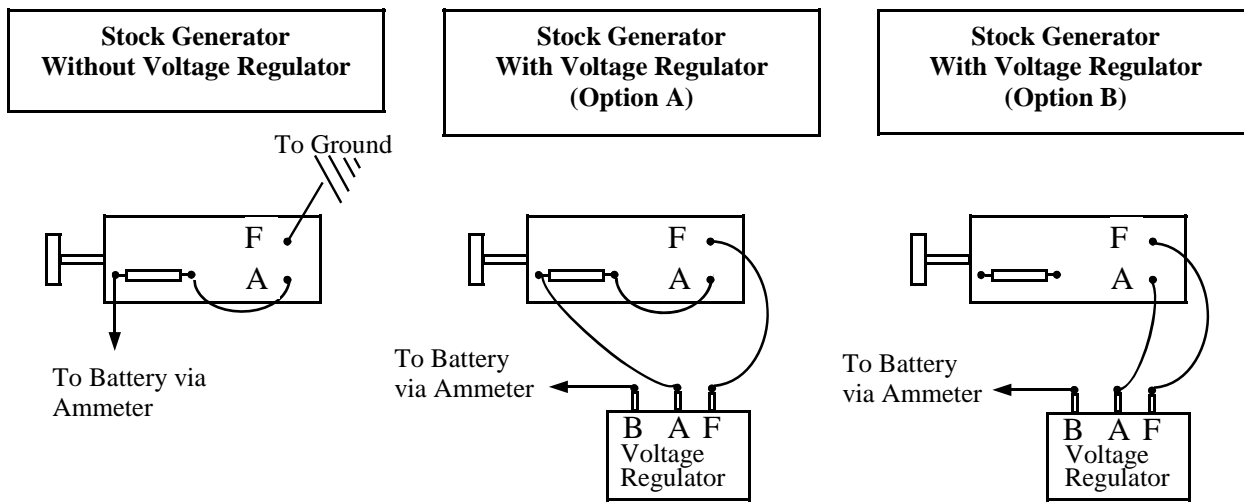 Stock Generator
Without Voltage Regulator
To Ground
F
A
To Battery via
Ammeter
Stock Generator
With Voltage Regulator
(Option A)
F
A
To Battery
via Ammeter
B A F
Voltage
Regulator
Stock Generator
With Voltage Regulator
(Option B)
F
A
To Battery
via Ammeter
B A F
Voltage
Regulator